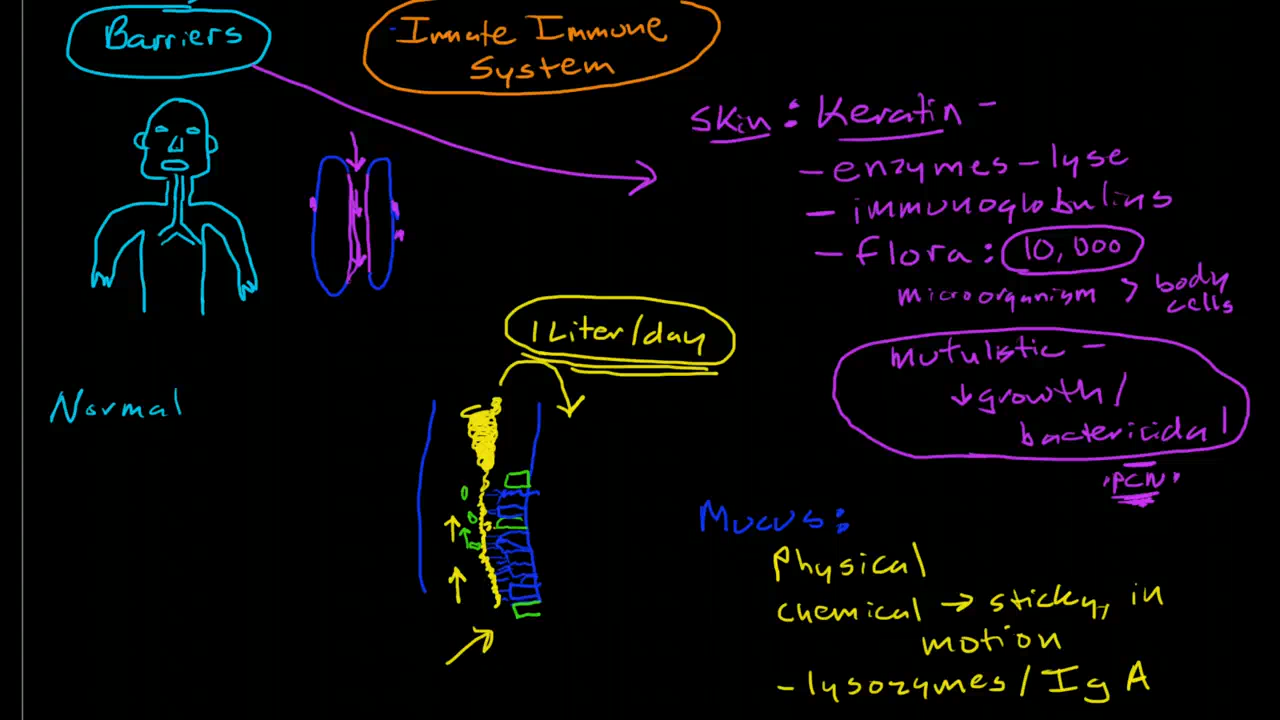 Barriers
Innate Immune
System
Skin: Keratin -
- enzymes - lyse
- immunoglobulins
- flora: 10,000
microorganism > body
cells
mutulistic -
↓growth/
bactericidal
"PCN"
1 Liter/day
Normal
Mucus:
Physical
chemical → sticky, in
motion
- lysozymes / IgA